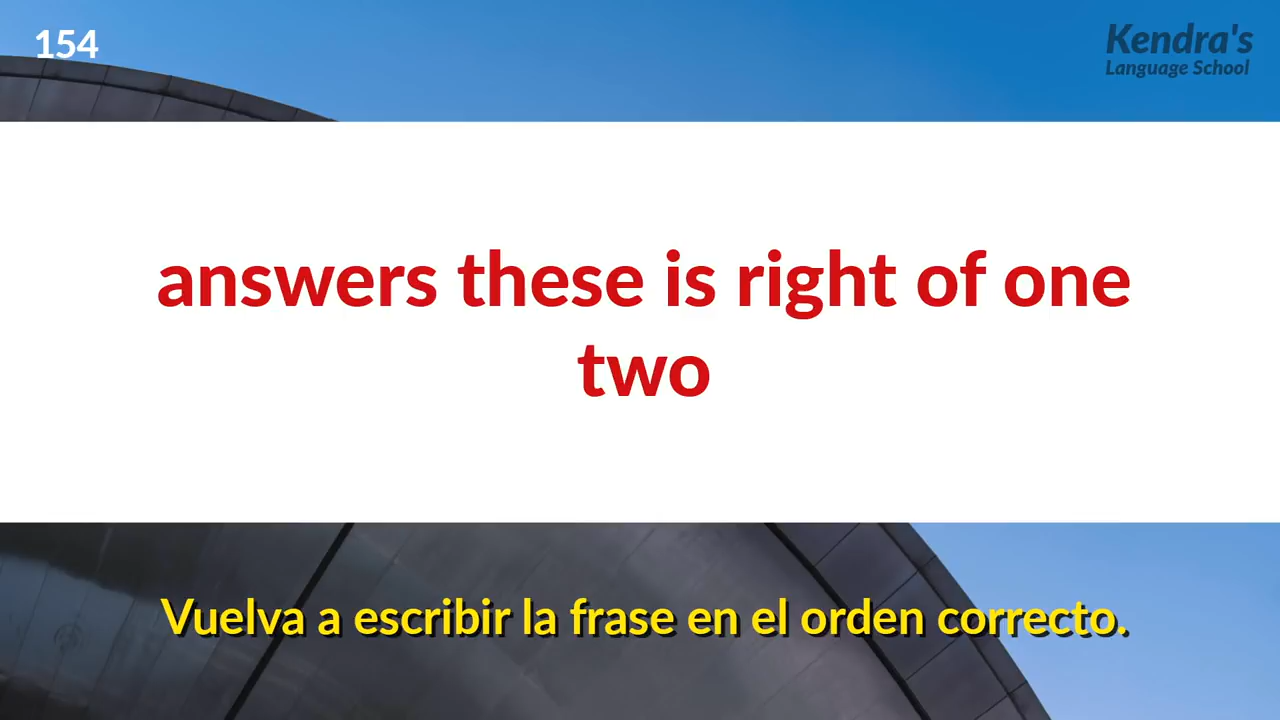 154
Kendra's
Language School
answers these is right of one
two
Vuelva a escribir la frase en el orden correcto.